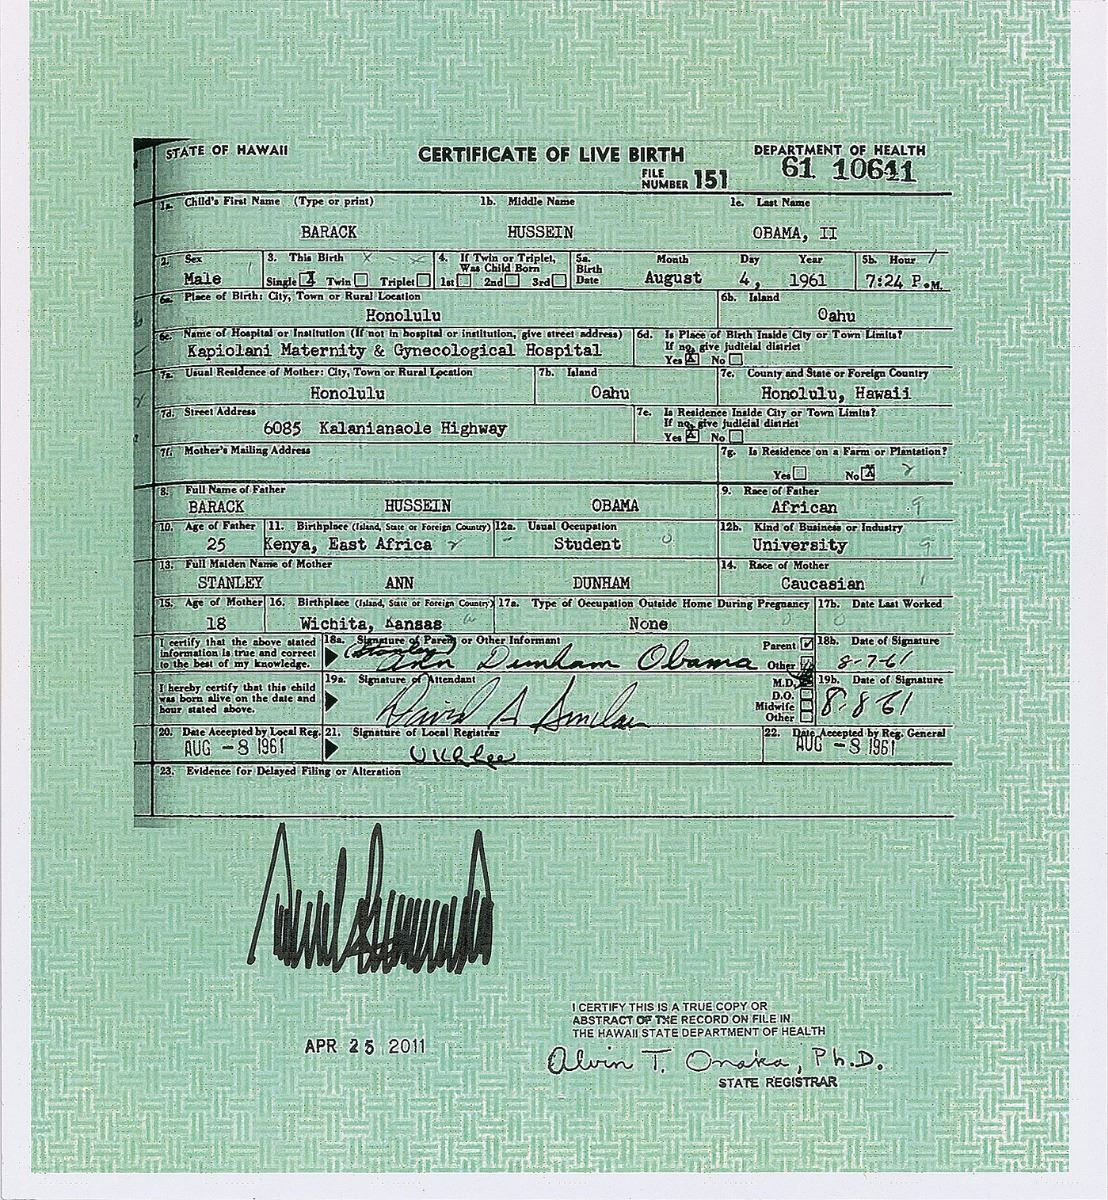 STATE OF HAWAII CERTIFICATE OF LIVE BIRTH DEPARTMENT OF HEALTH
FILE NUMBER 151 61 10641
1a. Child's First Name (Type or print) 1b. Middle Name 1c. Last Name
BARACK HUSSEIN OBAMA, II
2. Sex 3. This Birth 4. If Twin or Triplet, Was Child Born 5a. Birth Date Month Day Year 5b. Hour
Male Single X Twin Triplet 1st 2nd 3rd August 4, 1961 7:24 P.M.
6a. Place of Birth: City, Town or Rural Location 6b. Island
Honolulu Oahu
6c. Name of Hospital or Institution (If not in hospital or institution, give street address) 6d. Is Place of Birth Inside City or Town Limits?
If no, give judicial district
Kapiolani Maternity & Gynecological Hospital Yes X No
7a. Usual Residence of Mother: City, Town or Rural Location 7b. Island 7c. County and State or Foreign Country
Honolulu Oahu Honolulu, Hawaii
7d. Street Address 7e. Is Residence Inside City or Town Limits?
If no, give judicial district
6085 Kalanianaole Highway Yes X No
7f. Mother's Mailing Address 7g. Is Residence on a Farm or Plantation?
Yes No X
8. Full Name of Father 9. Race of Father
BARACK HUSSEIN OBAMA African
10. Age of Father 11. Birthplace (Island, State or Foreign Country) 12a. Usual Occupation 12b. Kind of Business or Industry
25 Kenya, East Africa Student University
13. Full Maiden Name of Mother 14. Race of Mother
STANLEY ANN DUNHAM Caucasian
15. Age of Mother 16. Birthplace (Island, State or Foreign Country) 17a. Type of Occupation Outside Home During Pregnancy 17b. Date Last Worked
18 Wichita, Kansas None
I certify that the above stated information is true and correct to the best of my knowledge.
18a. Signature of Parent or Other Informant Parent Other 18b. Date of Signature
(Stanley) Ann Dunham Obama 8-7-61
I hereby certify that this child was born alive on the date and hour stated above.
19a. Signature of Attendant M.D. D.O. Midwife Other 19b. Date of Signature
David A Sinclair 8-8-61
20. Date Accepted by Local Reg. 21. Signature of Local Registrar 22. Date Accepted by Reg. General
AUG -8 1961 AUG -8 1961
23. Evidence for Delayed Filing or Alteration
I CERTIFY THIS IS A TRUE COPY OR
ABSTRACT OF THE RECORD ON FILE IN
THE HAWAII STATE DEPARTMENT OF HEALTH
APR 25 2011
Alvin T. Onaka, Ph.D.
STATE REGISTRAR